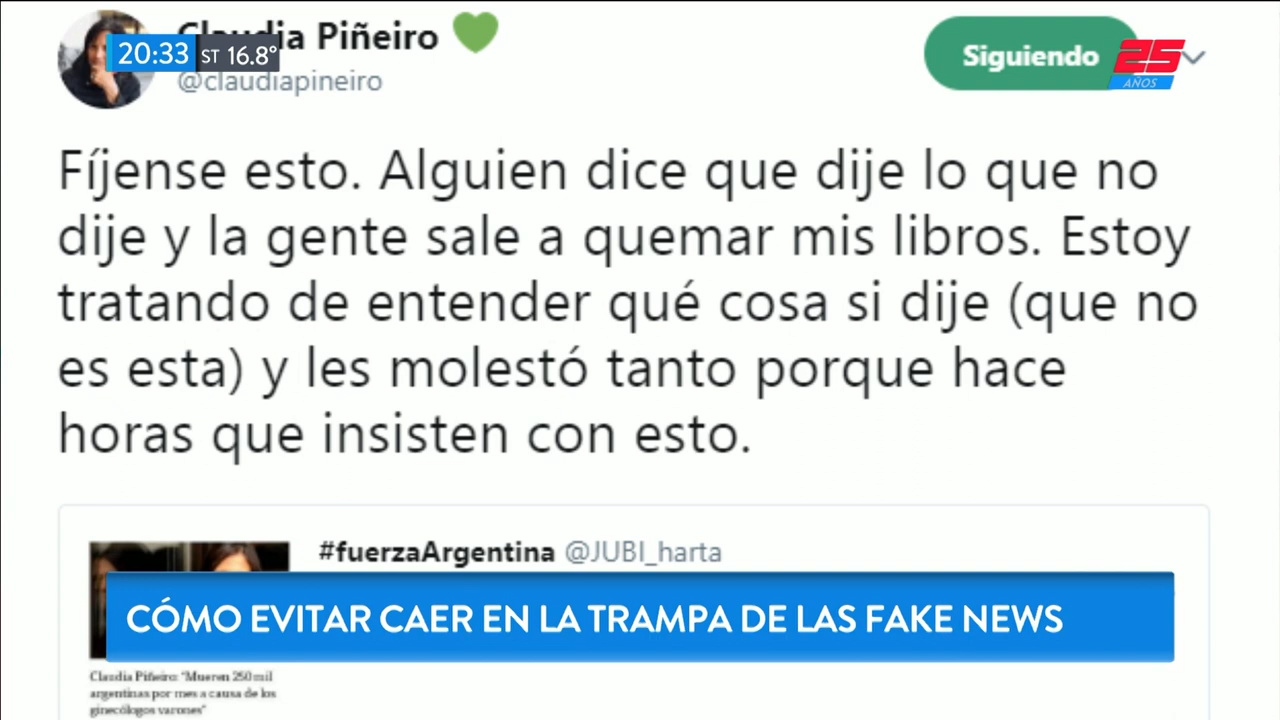 Claudia Piñeiro
20:33 ST 16.8°
@claudiapineiro
Siguiendo
25
AÑOS
Fíjense esto. Alguien dice que dije lo que no
dije y la gente sale a quemar mis libros. Estoy
tratando de entender qué cosa si dije (que no
es esta) y les molestó tanto porque hace
horas que insisten con esto.
#fuerzaArgentina @JUBI_harta
CÓMO EVITAR CAER EN LA TRAMPA DE LAS FAKE NEWS
Claudia Piñeiro: "Mueren 250 mil
argentinas por mes a causa de los
ginecólogos varones"